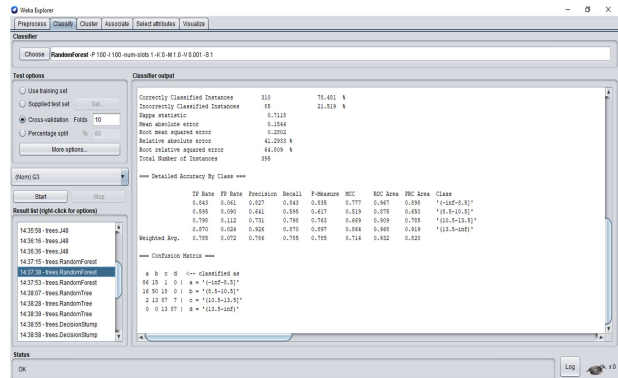 Weka Explorer
Preprocess Classify Cluster Associate Select attributes Visualize
Classifier
Choose RandomForest -P 100 -I 100 -num-slots 1 -K 0 -M 1.0 -V 0.001 -S 1
Test options
Use training set
Supplied test set Set...
Cross-validation Folds 10
Percentage split % 80
More options...
(Nom) G3
Start Stop
Result list (right-click for options)
14:35:58 - trees.J48
14:36:16 - trees.J48
14:36:36 - trees.J48
14:37:15 - trees.RandomForest
14:37:38 - trees.RandomForest
14:37:53 - trees.RandomForest
14:38:07 - trees.RandomTree
14:38:28 - trees.RandomTree
14:38:39 - trees.RandomTree
14:38:55 - trees.DecisionStump
14:38:58 - trees.DecisionStump
Classifier output
Correctly Classified Instances 310 78.481 %
Incorrectly Classified Instances 85 21.519 %
Kappa statistic 0.7118
Mean absolute error 0.1544
Root mean squared error 0.2802
Relative absolute error 41.2933 %
Root relative squared error 64.809 %
Total Number of Instances 395
=== Detailed Accuracy By Class ===
TP Rate FP Rate Precision Recall F-Measure MCC ROC Area PRC Area Class
0.843 0.061 0.827 0.843 0.835 0.777 0.967 0.898 '(-inf-8.5]'
0.595 0.090 0.641 0.595 0.617 0.519 0.875 0.650 '(8.5-10.5]'
0.798 0.112 0.731 0.798 0.763 0.669 0.909 0.785 '(10.5-13.5]'
0.870 0.024 0.926 0.870 0.897 0.864 0.968 0.919 '(13.5-inf)'
Weighted Avg. 0.785 0.072 0.786 0.785 0.785 0.714 0.932 0.820
=== Confusion Matrix ===
a b c d <-- classified as
86 15 1 0 | a = '(-inf-8.5]'
16 50 18 0 | b = '(8.5-10.5]'
2 13 87 7 | c = '(10.5-13.5]'
0 0 13 87 | d = '(13.5-inf)'
Status
OK
Log
x 0